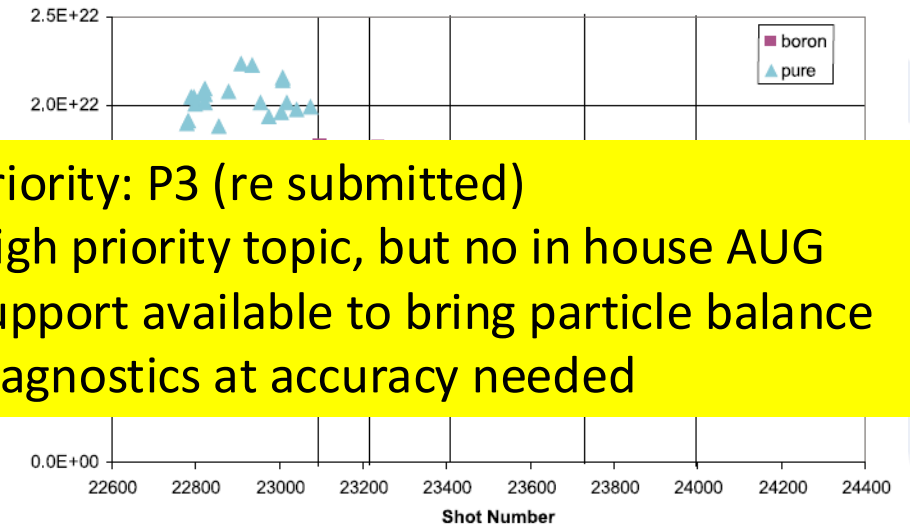 2.5E+22
boron
pure
2.0E+22
riority: P3 (re submitted)
igh priority topic, but no in house AUG
upport available to bring particle balance
agnostics at accuracy needed
0.0E+00
22600 22800 23000 23200 23400 23600 23800 24000 24200 24400
Shot Number